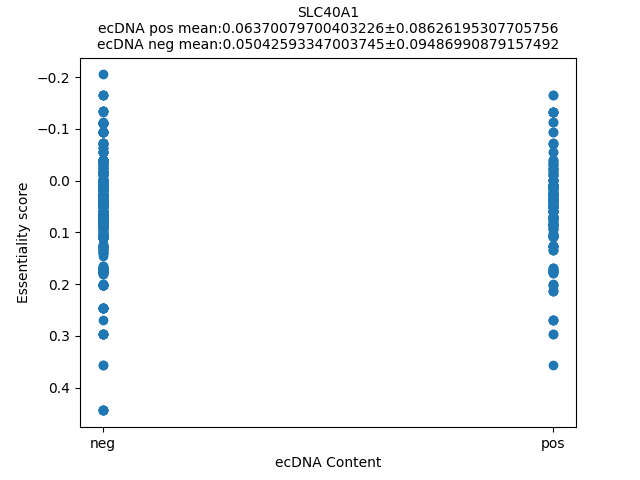 SLC40A1
ecDNA pos mean:0.06370079700403226±0.08626195307705756
ecDNA neg mean:0.05042593347003745±0.09486990879157492
−0.2
−0.1
0.0
0.1
0.2
0.3
0.4
Essentiality score
neg
pos
ecDNA Content